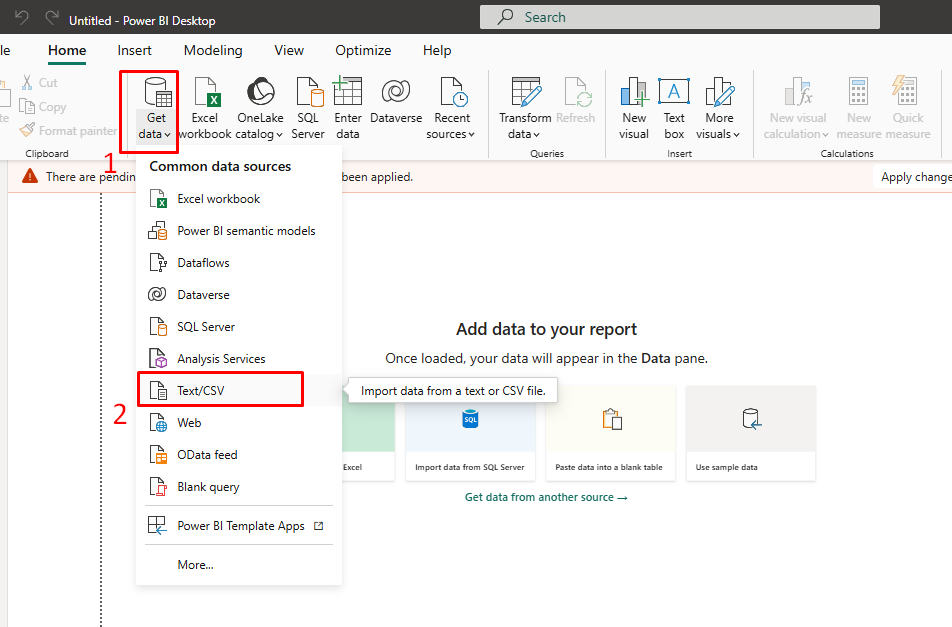 Untitled - Power BI Desktop
Search
le
Home
Insert
Modeling
View
Optimize
Help
Cut
Copy
te
Format painter
Clipboard
Get
data
Excel
workbook
OneLake
catalog
SQL
Server
Enter
data
Dataverse
Recent
sources
Transform
data
Refresh
Queries
New
visual
A
Text
box
More
visuals
Insert
fx
New visual
calculation
New
measure
Quick
measure
Calculations
1
There are pendin
been applied.
Apply change
Common data sources
Excel workbook
Power BI semantic models
Dataflows
Dataverse
SQL Server
Analysis Services
Text/CSV
2
Web
OData feed
Blank query
Power BI Template Apps
More...
Import data from a text or CSV file.
Add data to your report
Once loaded, your data will appear in the Data pane.
Excel
SQL
Import data from SQL Server
Paste data into a blank table
Use sample data
Get data from another source →